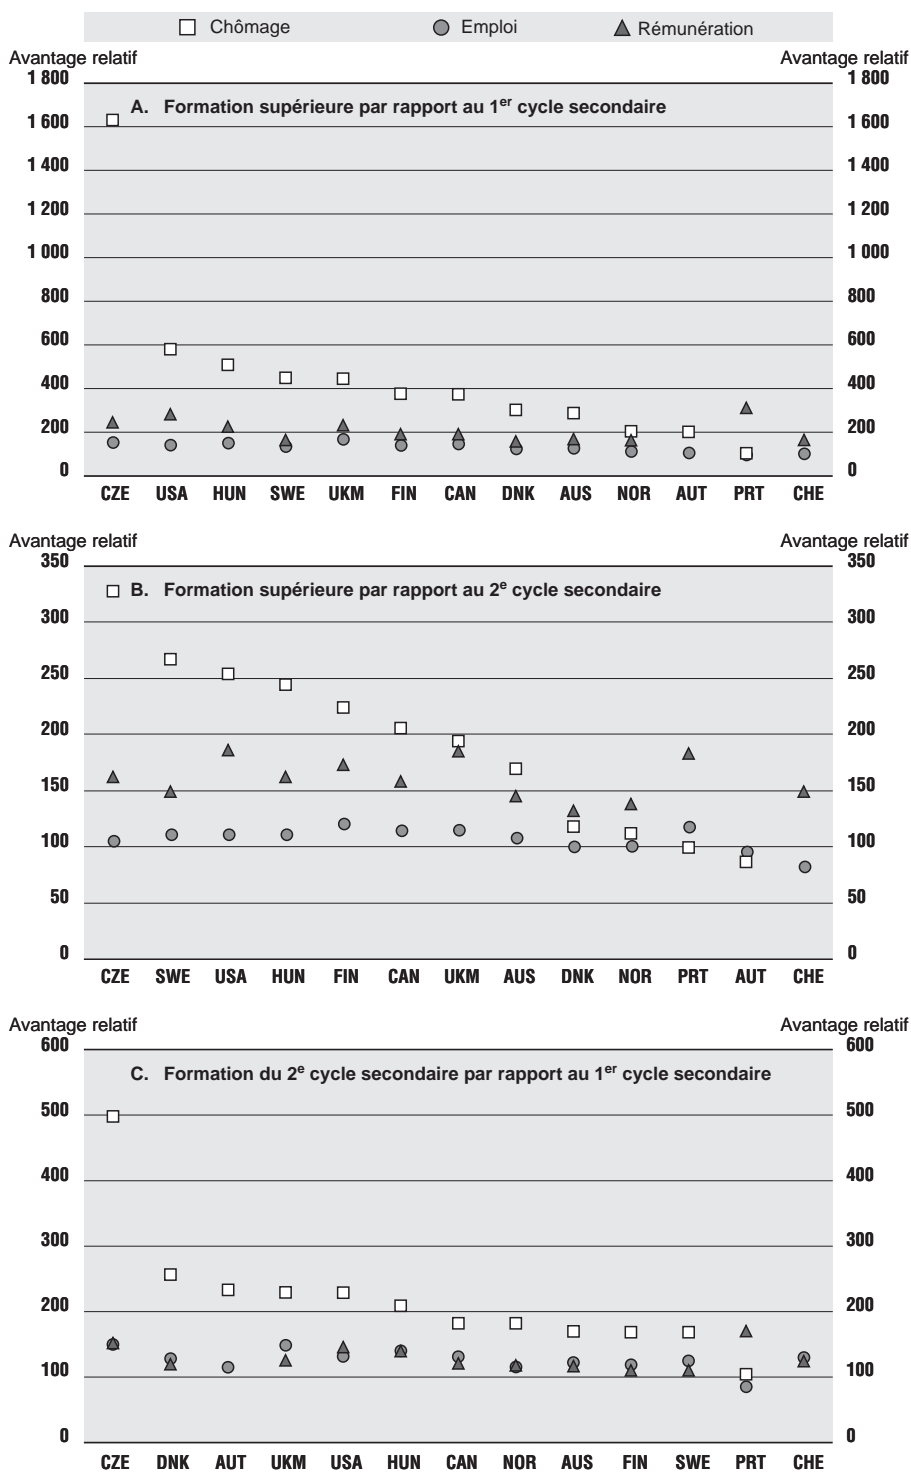 Chômage Emploi Rémunération
Avantage relatif Avantage relatif
1 800 1 800
A. Formation supérieure par rapport au 1er cycle secondaire
1 600 1 600
1 400 1 400
1 200 1 200
1 000 1 000
800 800
600 600
400 400
200 200
0 0
CZE USA HUN SWE UKM FIN CAN DNK AUS NOR AUT PRT CHE
Avantage relatif Avantage relatif
350 350
B. Formation supérieure par rapport au 2e cycle secondaire
300 300
250 250
200 200
150 150
100 100
50 50
0 0
CZE SWE USA HUN FIN CAN UKM AUS DNK NOR PRT AUT CHE
Avantage relatif Avantage relatif
600 600
C. Formation du 2e cycle secondaire par rapport au 1er cycle secondaire
500 500
400 400
300 300
200 200
100 100
0 0
CZE DNK AUT UKM USA HUN CAN NOR AUS FIN SWE PRT CHE